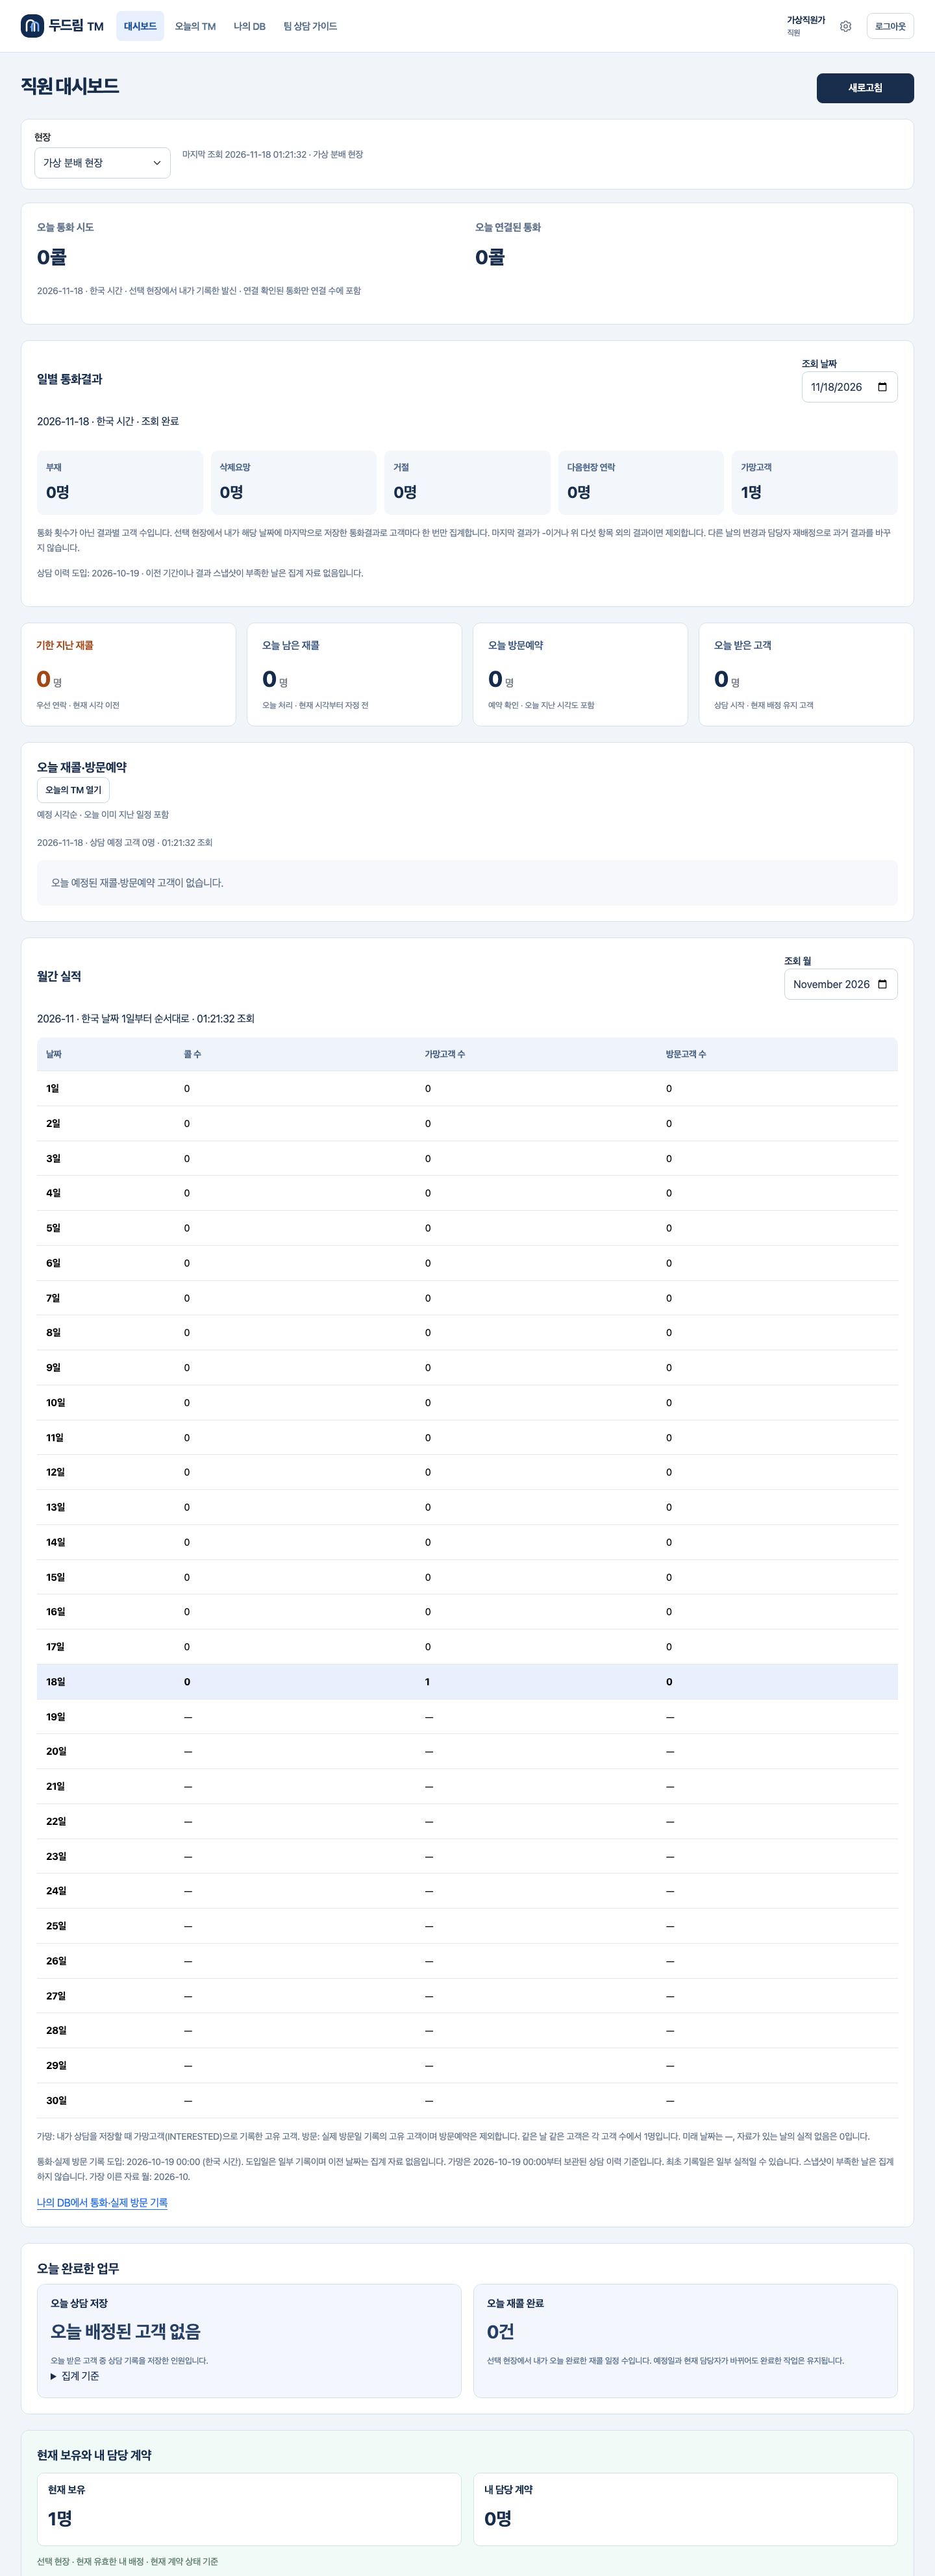 두드림 TM
대시보드
오늘의 TM
나의 DB
팀 상담 가이드
가상직원가
직원
로그아웃
직원 대시보드
새로고침
현장
가상 분배 현장
마지막 조회 2026-11-18 01:21:32 · 가상 분배 현장
오늘 통화 시도
0콜
오늘 연결된 통화
0콜
2026-11-18 · 한국 시간 · 선택 현장에서 내가 기록한 발신 · 연결 확인된 통화만 연결 수에 포함
일별 통화결과
조회 날짜
11/18/2026
2026-11-18 · 한국 시간 · 조회 완료
부재
0명
삭제요망
0명
거절
0명
다음현장 연락
0명
가망고객
1명
통화 횟수가 아닌 결과별 고객 수입니다. 선택 현장에서 내가 해당 날짜에 마지막으로 저장한 통화결과로 고객마다 한 번만 집계합니다. 마지막 결과가 -이거나 위 다섯 항목 외의 결과이면 제외합니다. 다른 날의 변경과 담당자 재배정으로 과거 결과를 바꾸
지 않습니다.
상담 이력 도입: 2026-10-19 · 이전 기간이나 결과 스냅샷이 부족한 날은 집계 자료 없음입니다.
기한 지난 재콜
0 명
우선 연락 · 현재 시각 이전
오늘 남은 재콜
0 명
오늘 처리 · 현재 시각부터 자정 전
오늘 방문예약
0 명
예약 확인 · 오늘 지난 시각도 포함
오늘 받은 고객
0 명
상담 시작 · 현재 배정 유지 고객
오늘 재콜·방문예약
오늘의 TM 열기
예정 시각순 · 오늘 이미 지난 일정 포함
2026-11-18 · 상담 예정 고객 0명 · 01:21:32 조회
오늘 예정된 재콜·방문예약 고객이 없습니다.
월간 실적
조회 월
November 2026
2026-11 · 한국 날짜 1일부터 순서대로 · 01:21:32 조회
날짜 콜 수 가망고객 수 방문고객 수
1일 0 0 0
2일 0 0 0
3일 0 0 0
4일 0 0 0
5일 0 0 0
6일 0 0 0
7일 0 0 0
8일 0 0 0
9일 0 0 0
10일 0 0 0
11일 0 0 0
12일 0 0 0
13일 0 0 0
14일 0 0 0
15일 0 0 0
16일 0 0 0
17일 0 0 0
18일 0 1 0
19일 — — —
20일 — — —
21일 — — —
22일 — — —
23일 — — —
24일 — — —
25일 — — —
26일 — — —
27일 — — —
28일 — — —
29일 — — —
30일 — — —
가망: 내가 상담을 저장할 때 가망고객(INTERESTED)으로 기록한 고유 고객. 방문: 실제 방문일 기록의 고유 고객이며 방문예약은 제외합니다. 같은 날 같은 고객은 각 고객 수에서 1명입니다. 미래 날짜는 —, 자료가 있는 날의 실적 없음은 0입니다.
통화·실제 방문 기록 도입: 2026-10-19 00:00 (한국 시간). 도입일은 일부 기록이며 이전 날짜는 집계 자료 없음입니다. 가망은 2026-10-19 00:00부터 보관된 상담 이력 기준입니다. 최초 기록일은 일부 실적일 수 있습니다. 스냅샷이 부족한 날은 집계
하지 않습니다. 가장 이른 자료 월: 2026-10.
나의 DB에서 통화·실제 방문 기록
오늘 완료한 업무
오늘 상담 저장
오늘 배정된 고객 없음
오늘 받은 고객 중 상담 기록을 저장한 인원입니다.
▶ 집계 기준
오늘 재콜 완료
0건
선택 현장에서 내가 오늘 완료한 재콜 일정 수입니다. 예정일과 현재 담당자가 바뀌어도 완료한 작업은 유지됩니다.
현재 보유와 내 담당 계약
현재 보유
1명
내 담당 계약
0명
선택 현장 · 현재 유효한 내 배정 · 현재 계약 상태 기준